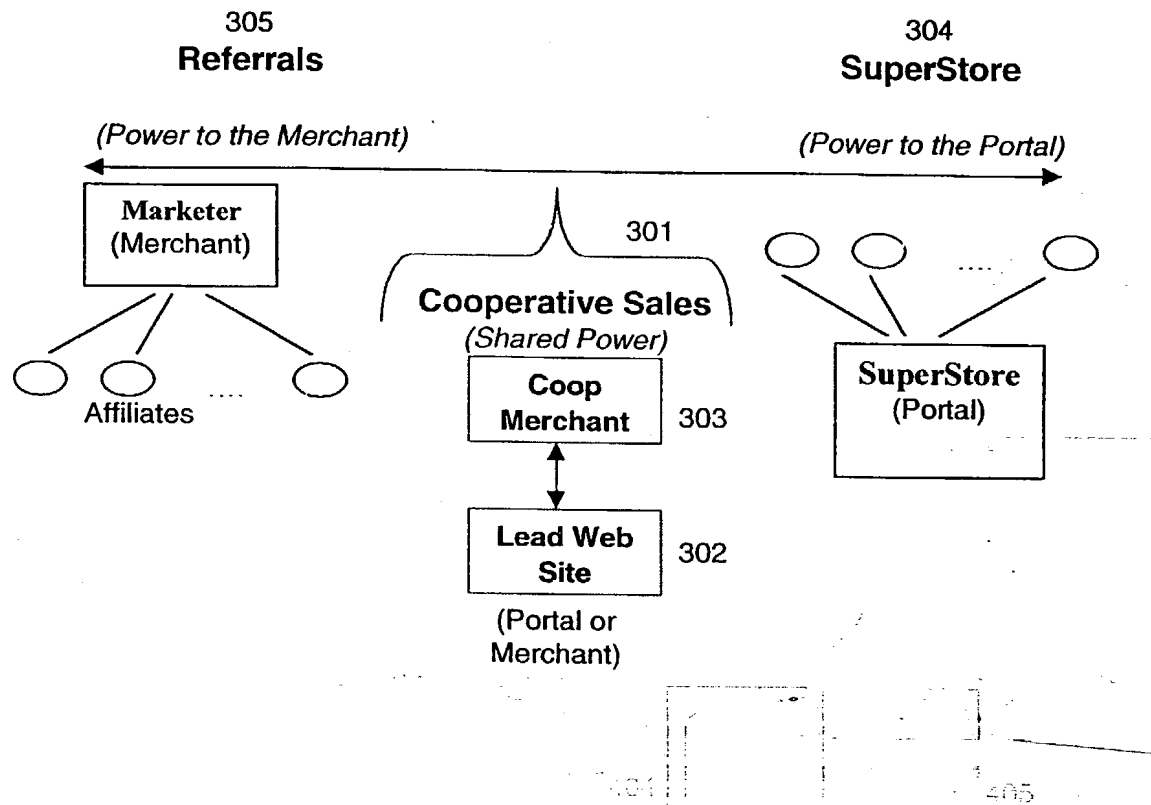 305
Referrals
304
SuperStore
(Power to the Merchant)
(Power to the Portal)
Marketer
(Merchant)
301
Cooperative Sales
(Shared Power)
.....
Affiliates
....
Coop
Merchant
303
SuperStore
(Portal)
Lead Web
Site
302
(Portal or
Merchant)
405